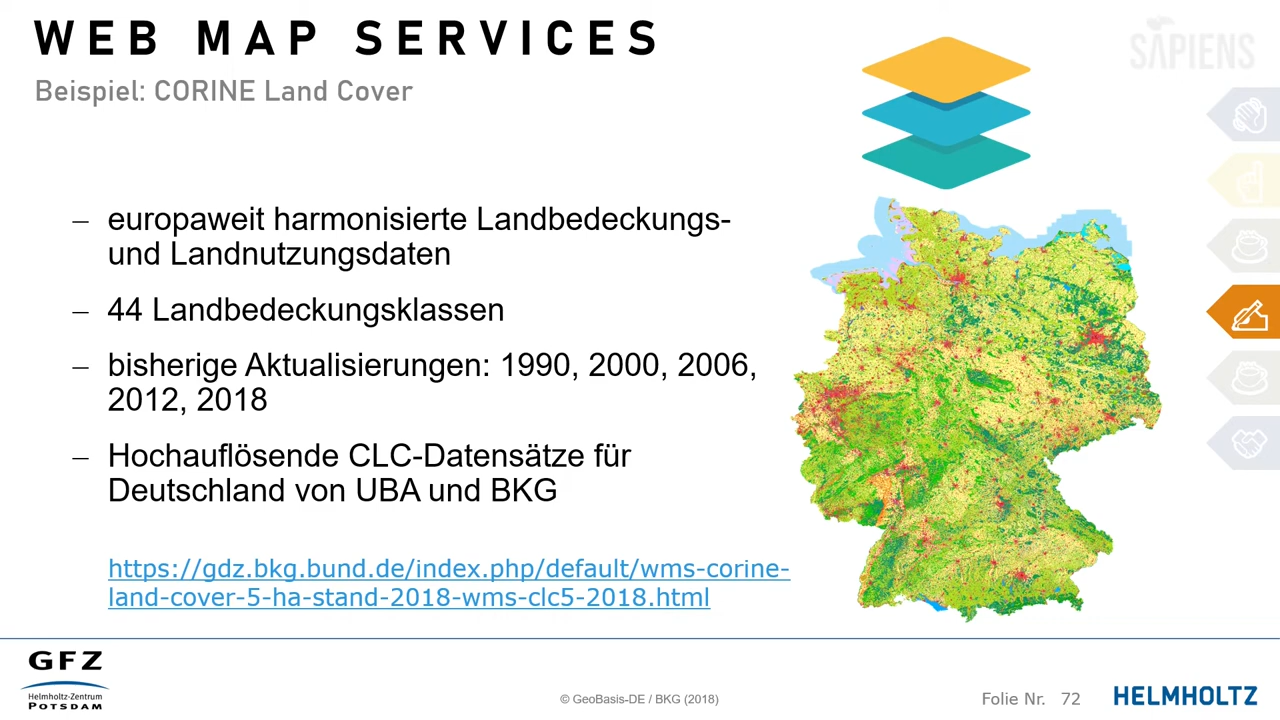 WEB MAP SERVICES
Beispiel: CORINE Land Cover
SAPIENS
– europaweit harmonisierte Landbedeckungs-
und Landnutzungsdaten
– 44 Landbedeckungsklassen
– bisherige Aktualisierungen: 1990, 2000, 2006,
2012, 2018
– Hochauflösende CLC-Datensätze für
Deutschland von UBA und BKG
https://gdz.bkg.bund.de/index.php/default/wms-corine-
land-cover-5-ha-stand-2018-wms-clc5-2018.html
GFZ
Helmholtz-Zentrum
POTSDAM
© GeoBasis-DE / BKG (2018)
Folie Nr. 72
HELMHOLTZ